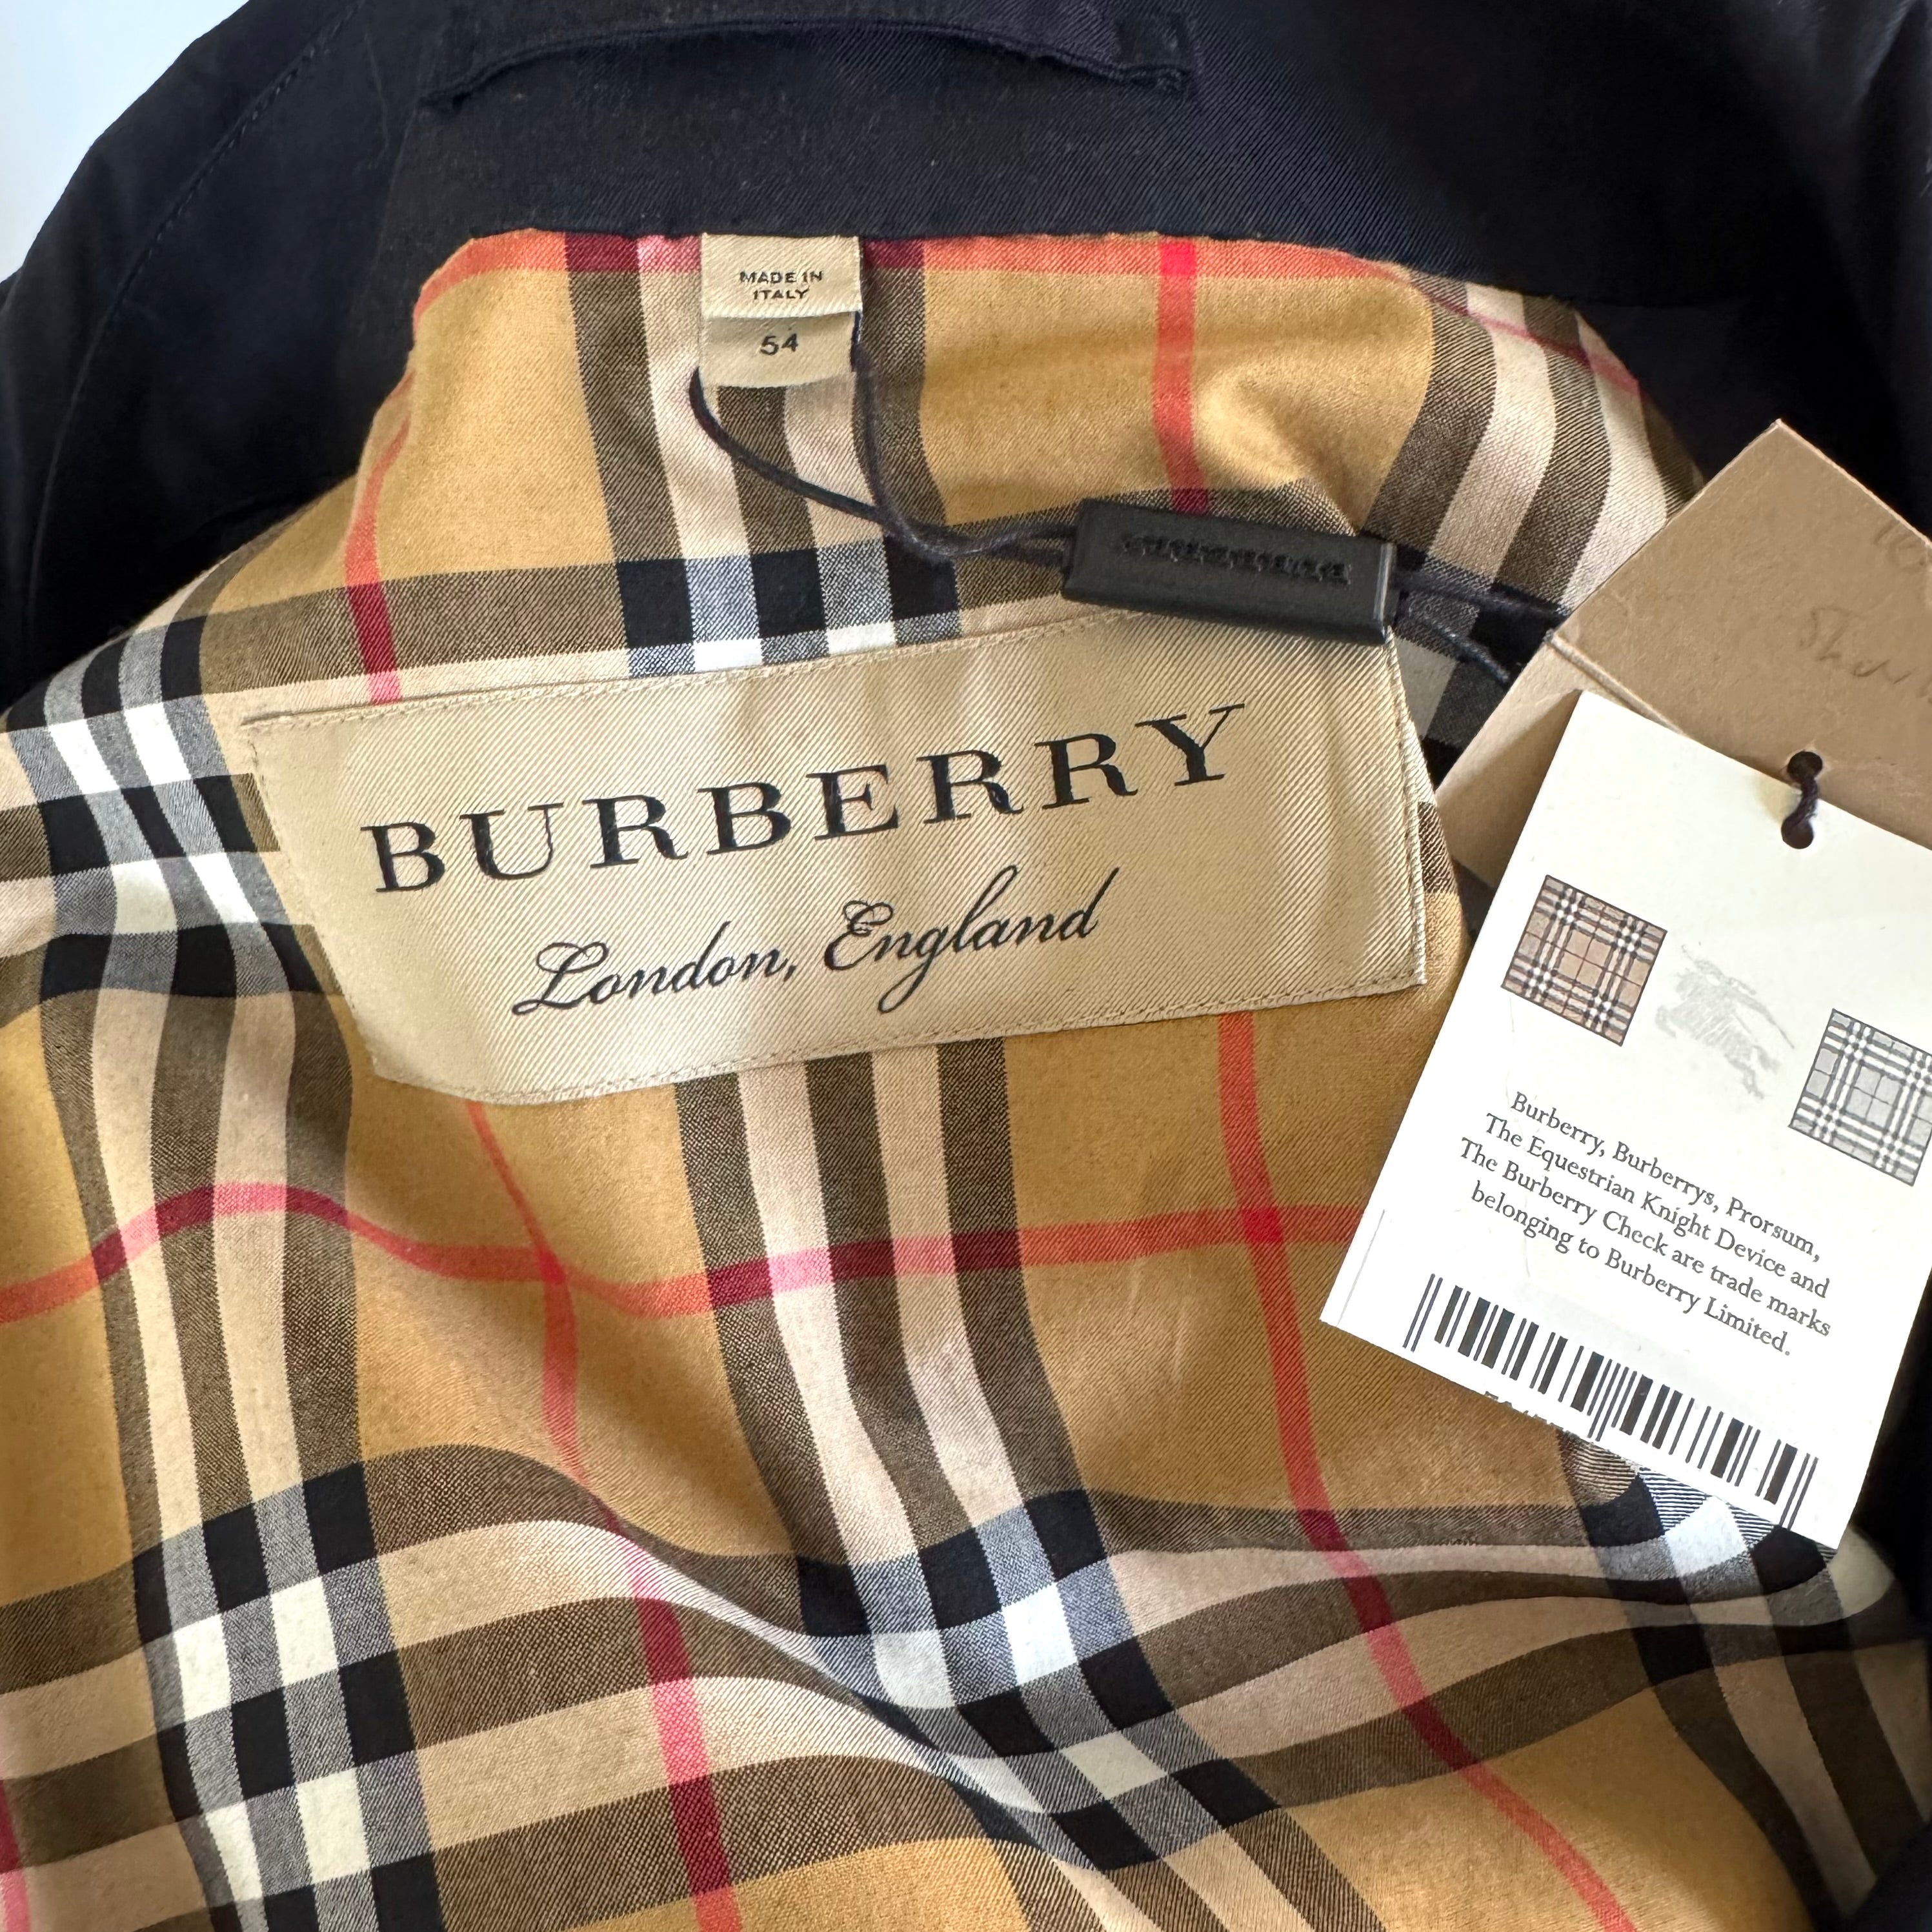 MADE IN
ITALY
54
BURBERRY
London, England
Burberry, Burberrys, Prorsum,
The Equestrian Knight Device and
The Burberry Check are trade marks
belonging to Burberry Limited.